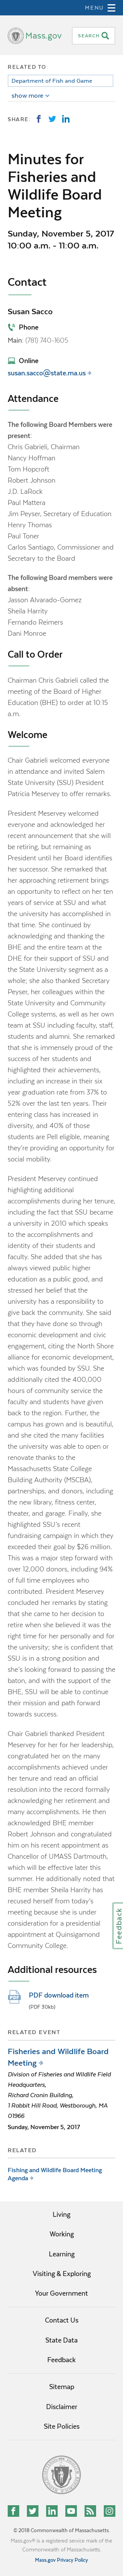 MENU
Mass.gov
SEARCH
RELATED TO:
Department of Fish and Game
show more
SHARE:
Minutes for
Fisheries and
Wildlife Board
Meeting
Sunday, November 5, 2017
10:00 a.m. - 11:00 a.m.
Contact
Susan Sacco
Phone
Main: (781) 740-1605
Online
susan.sacco@state.ma.us
Attendance
The following Board Members were
present:
Chris Gabrieli, Chairman
Nancy Hoffman
Tom Hopcroft
Robert Johnson
J.D. LaRock
Paul Mattera
Jim Peyser, Secretary of Education
Henry Thomas
Paul Toner
Carlos Santiago, Commissioner and
Secretary to the Board
The following Board members were
absent:
Jasson Alvarado-Gomez
Sheila Harrity
Fernando Reimers
Dani Monroe
Call to Order
Chairman Chris Gabrieli called the
meeting of the Board of Higher
Education (BHE) to order at 10:15
a.m.
Welcome
Chair Gabrieli welcomed everyone
in attendance and invited Salem
State University (SSU) President
Patricia Meservey to offer remarks.
President Meservey welcomed
everyone and acknowledged her
recent announcement that she will
be retiring, but remains as
President until her Board identifies
her successor. She remarked that
her approaching retirement brings
an opportunity to reflect on her ten
years of service at SSU and what it
has become during that time. She
continued by acknowledging and thanking the
BHE and the entire team at the
DHE for their support of SSU and
the State University segment as a
whole; she also thanked Secretary
Peyser, her colleagues within the
State University and Community
College systems, as well as her own
team at SSU including faculty, staff,
students and alumni. She remarked
that she is immensely proud of the
school and all of its
achievements, including
an increase of their six
year graduation rate from 37% to
52% over the last ten years. Their
campus has increased in diversity,
and approximately 40% of those
students are Pell eligible, meaning
they're providing an opportunity for
social mobility.
President Meservey continued
highlighting additional
accomplishments of her tenure,
including the fact that SSU became
a university in 2010 which speaks
to the accomplishment and efforts
of both the students and the
faculty. She added that she has
always viewed public higher
education as a public good, and
stressed her belief that the
university has a responsibility to
give back to the community. She said
they have strong and
continuous devotion to civic
engagement, citing the North Shore
alliance for economic development,
which was founded by SSU. She
additionally cited the 400,000
hours of community service the
faculty and students alone have
given back to the region. Further,
the campus has grown and is beautiful, and
she cited the many facilities
the university was able to open
or renovate thanks to the
Massachusetts State College
Building Authority (MSCBA),
partnerships, and donors, including
the new library, fitness center,
theater, and garage. Finally, she
highlighted SSU's recent
fundraising campaign in which they
exceeded their goal by $26 million.
This was a major step forward with
over 12,000 donors, including 94%
of full time employees who
contributed. President Meservey
concluded her remarks by stating
that she came to her decision to
retire when she believed that it
was the right time for her
personally and the right time for
the university; she is confident
that SSU is in a strong position and
she's looking forward to passing
on the baton. With the support of
the BHE, SSU will be able to continue
their mission and path forward
towards success.
Chair Gabrieli thanked President
Meservey for her for her leadership,
congratulated her on the many
accomplishments achieved under
her tenure and offered a round of
applause. Additional members
congratulated her, acknowledging
her retirement and many
accomplishments. He then
acknowledged BHE member
Robert Johnson and congratulated
him on his recent appointment as
Chancellor of UMASS Dartmouth,
which will be effective later this
summer. He also mentioned that
BHE member Sheila Harrity has
recused herself from today's
meeting because she is under
consideration for a presidential
appointment at Quinsigamond
Community College.
Feedback
Additional resources
PDF download item
(PDF 30kb)
RELATED EVENT
Fisheries and Wildlife Board
Meeting
Division of Fisheries and Wildlife Field
Headquarters,
Richard Cronin Building,
1 Rabbit Hill Road, Westborough, MA
01966
Sunday, November 5, 2017
RELATED
Fishing and Wildlife Board Meeting
Agenda
Living
Working
Learning
Visiting & Exploring
Your Government
Contact Us
State Data
Feedback
Sitemap
Disclaimer
Site Policies
© 2018 Commonwealth of Massachusetts.
Mass.gov® is a registered service mark of the
Commonwealth of Massachusetts.
Mass.gov Privacy Policy